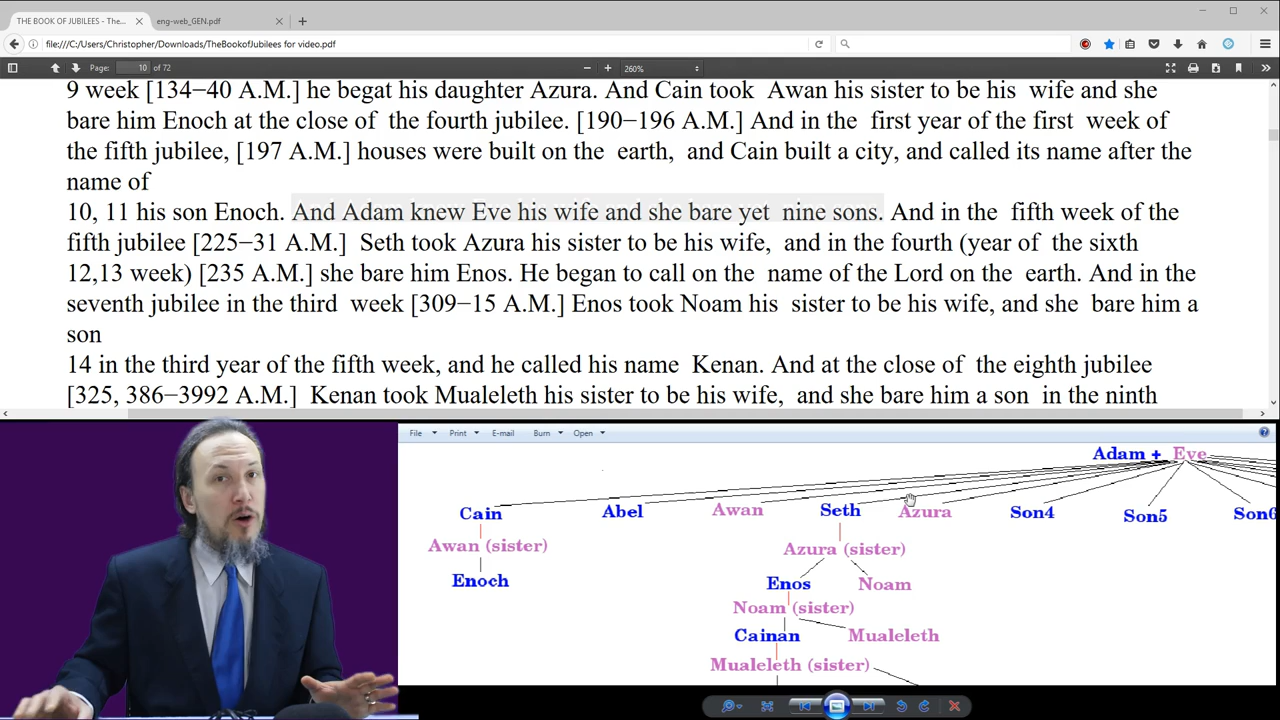 THE BOOK OF JUBILEES - The...
eng-web_GEN.pdf
file:///C:/Users/Christopher/Downloads/TheBookofJubilees for video.pdf
Page: 10 of 72
260%
9 week [134−40 A.M.] he begat his daughter Azura. And Cain took Awan his sister to be his wife and she
bare him Enoch at the close of the fourth jubilee. [190−196 A.M.] And in the first year of the first week of
the fifth jubilee, [197 A.M.] houses were built on the earth, and Cain built a city, and called its name after the
name of
10, 11 his son Enoch. And Adam knew Eve his wife and she bare yet nine sons. And in the fifth week of the
fifth jubilee [225−31 A.M.] Seth took Azura his sister to be his wife, and in the fourth (year of the sixth
12,13 week) [235 A.M.] she bare him Enos. He began to call on the name of the Lord on the earth. And in the
seventh jubilee in the third week [309−15 A.M.] Enos took Noam his sister to be his wife, and she bare him a
son
14 in the third year of the fifth week, and he called his name Kenan. And at the close of the eighth jubilee
[325, 386−3992 A.M.] Kenan took Mualeleth his sister to be his wife, and she bare him a son in the ninth
File Print E-mail Burn Open
Adam + Eve
Cain Abel Awan Seth Azura Son4 Son5 Son6
Awan (sister) Azura (sister)
Enoch Enos Noam
Noam (sister)
Cainan Mualeleth
Mualeleth (sister)